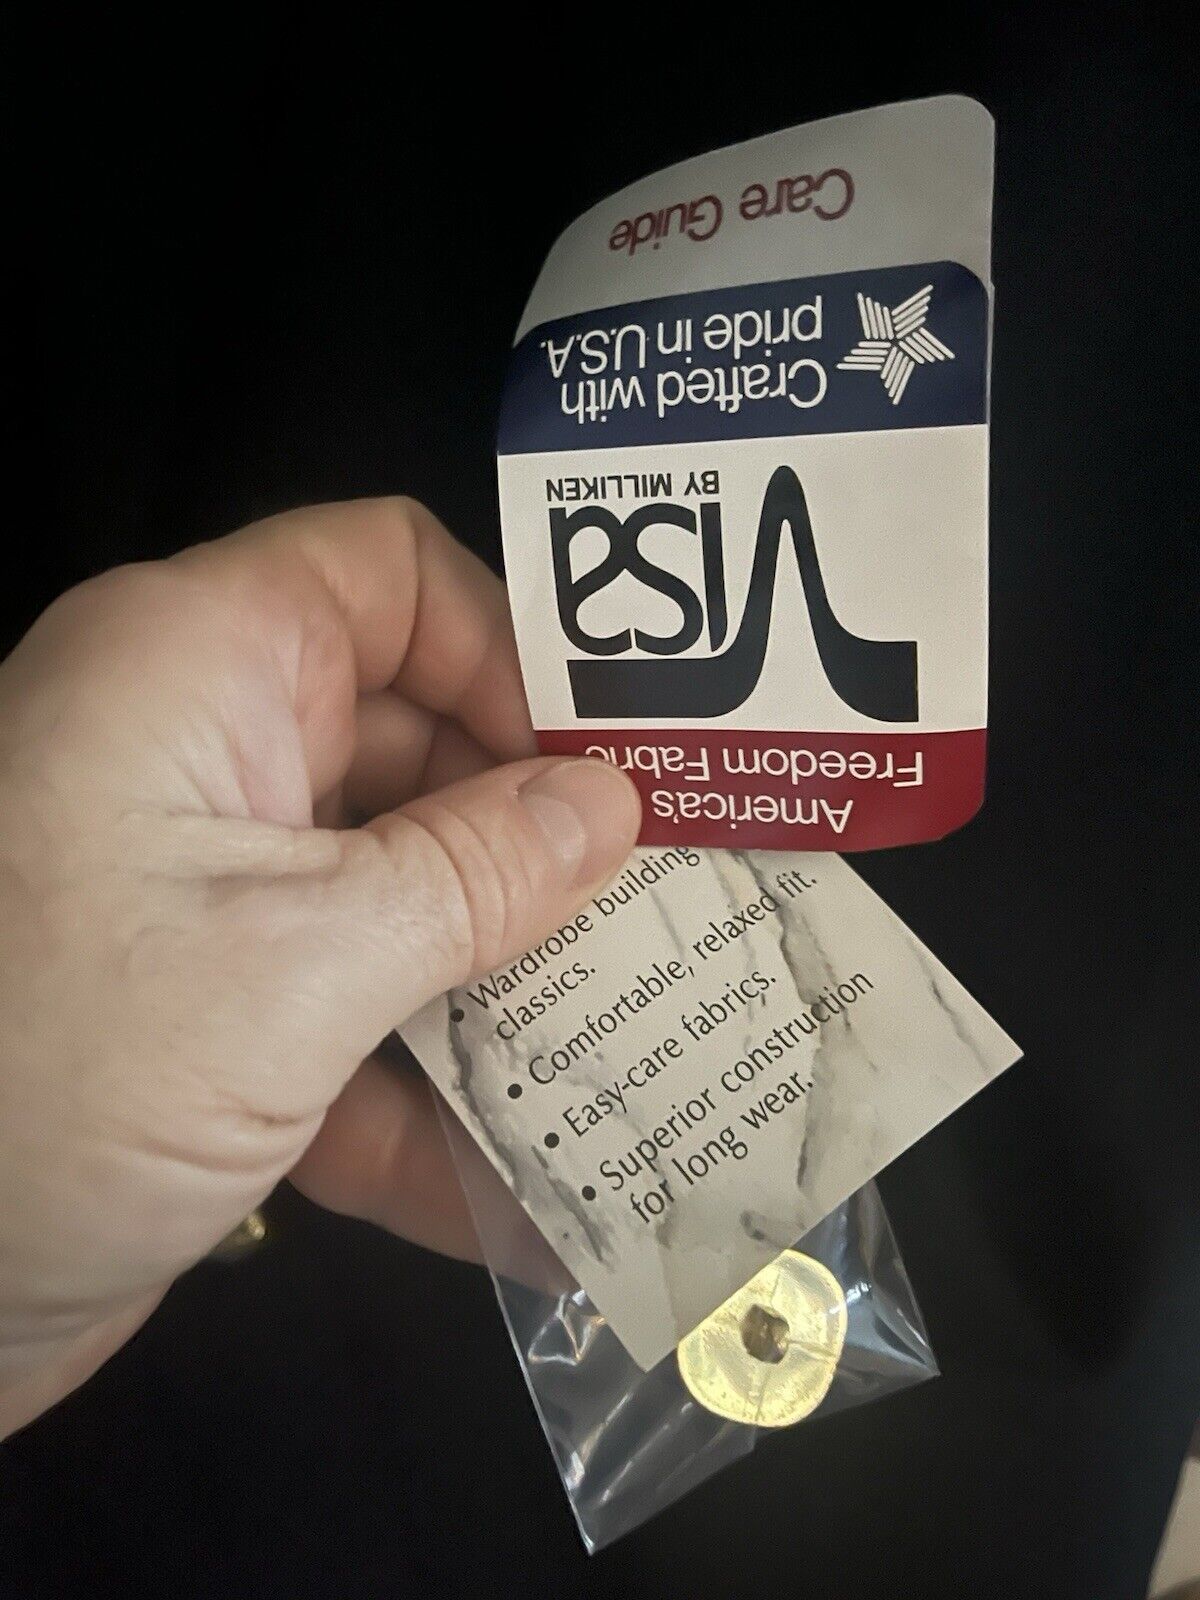 Care Guide
Crafted with
pride in U.S.A.
VISA
BY MILLIKEN
America's
Freedom Fabric
• Wardrobe building
classics.
• Comfortable, relaxed fit.
• Easy-care fabrics.
• Superior construction
for long wear.